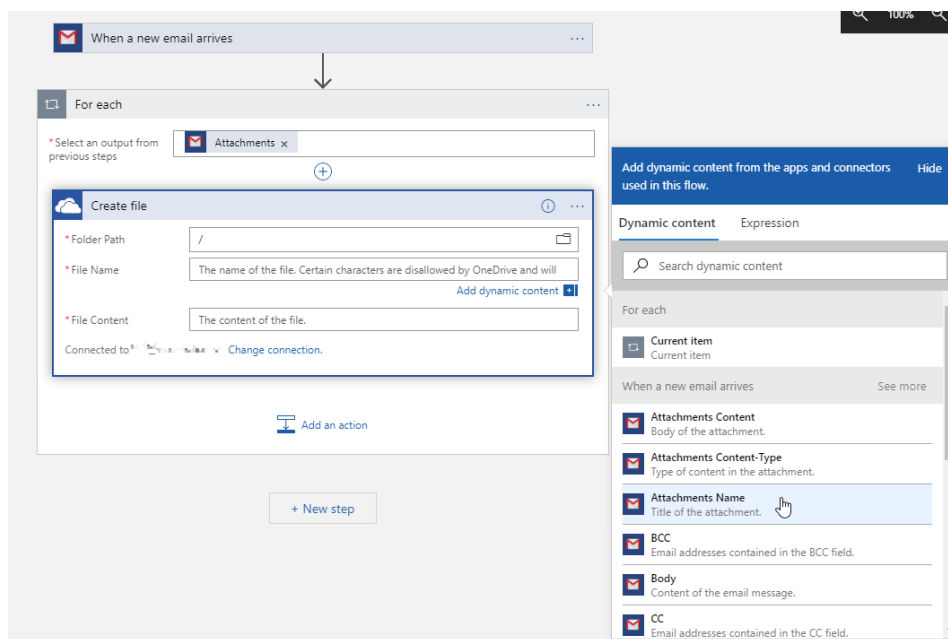 100%
When a new email arrives
...
For each
...
*Select an output from
previous steps
Attachments x
Create file
...
*Folder Path
/
*File Name
The name of the file. Certain characters are disallowed by OneDrive and will
Add dynamic content +
*File Content
The content of the file.
Connected to
Change connection.
Add an action
+ New step
Add dynamic content from the apps and connectors
used in this flow.
Hide
Dynamic content
Expression
Search dynamic content
For each
Current item
Current item
When a new email arrives
See more
Attachments Content
Body of the attachment.
Attachments Content-Type
Type of content in the attachment.
Attachments Name
Title of the attachment.
BCC
Email addresses contained in the BCC field.
Body
Content of the email message.
CC
Email addresses contained in the CC field.